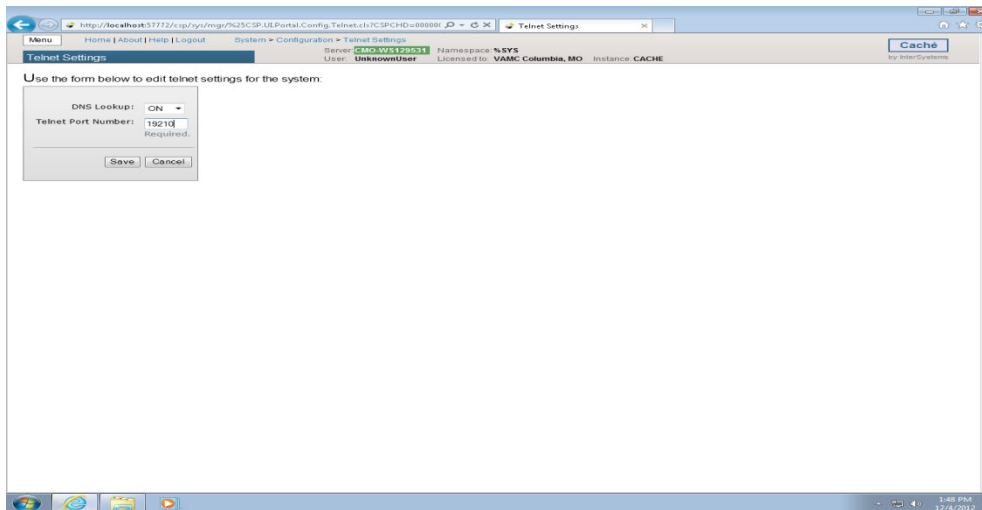 http://localhost:57772/csp/sys/mgr/%25CSP.UI.Portal.Config.Telnet.cls?CSPCHD=00000(
Telnet Settings
Menu
Home | About | Help | Logout
System > Configuration > Telnet Settings
Server: CMO-WS129531 Namespace: %SYS
User: UnknownUser Licensed to: VAMC Columbia, MO Instance: CACHE
Caché
by InterSystems
Telnet Settings
Use the form below to edit telnet settings for the system:
DNS Lookup: ON
Telnet Port Number: 19210
Required.
Save Cancel
1:48 PM
12/4/2012